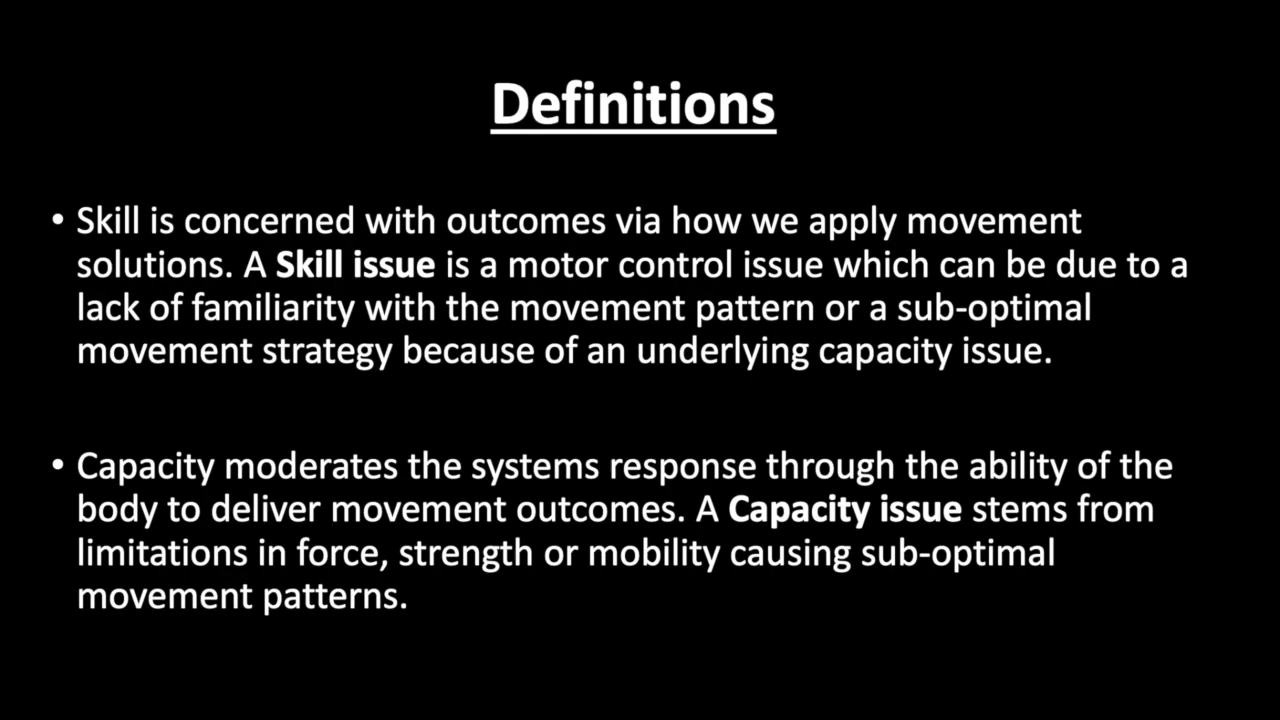 Definitions
• Skill is concerned with outcomes via how we apply movement
solutions. A Skill issue is a motor control issue which can be due to a
lack of familiarity with the movement pattern or a sub-optimal
movement strategy because of an underlying capacity issue.
• Capacity moderates the systems response through the ability of the
body to deliver movement outcomes. A Capacity issue stems from
limitations in force, strength or mobility causing sub-optimal
movement patterns.